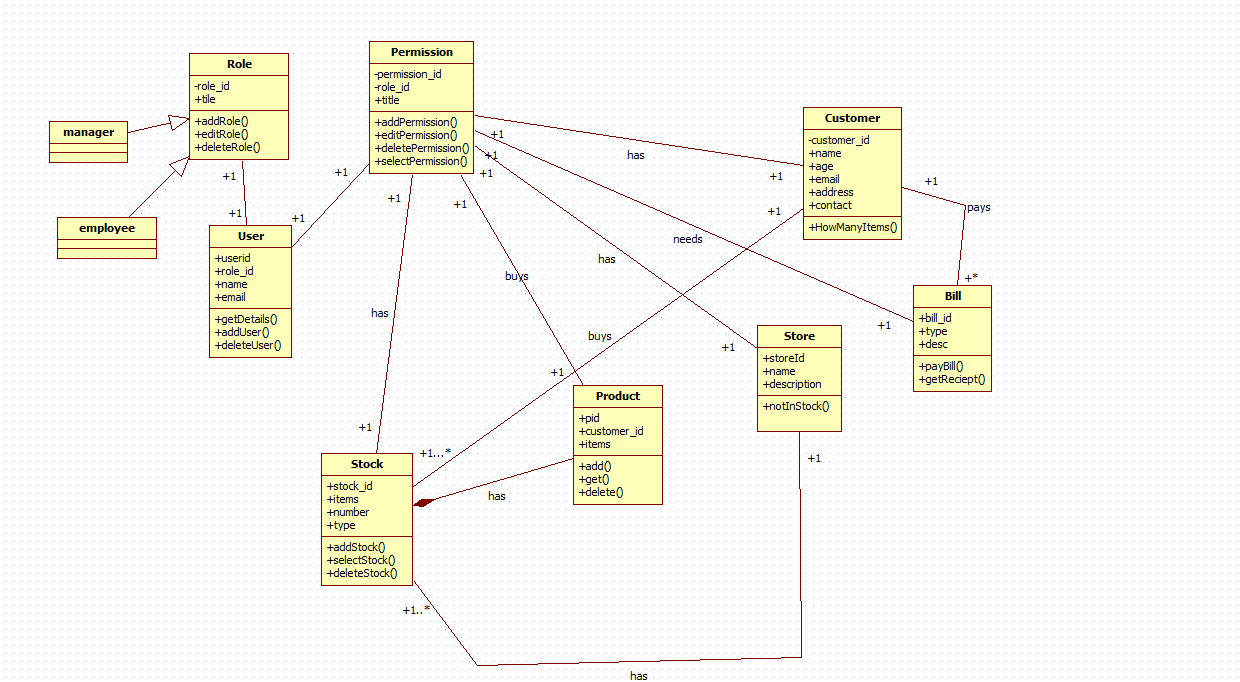 Role
-role_id
+tile
+addRole()
+editRole()
+deleteRole()
Permission
-permission_id
-role_id
+title
+addPermission()
+editPermission()
+deletePermission()
+selectPermission()
manager
employee
User
+userid
+role_id
+name
+email
+getDetails()
+addUser()
+deleteUser()
Customer
-customer_id
+name
+age
+email
+address
+contact
+HowManyItems()
Bill
+bill_id
+type
+desc
+payBill()
+getReciept()
Store
+storeId
+name
+description
+notInStock()
Product
+pid
+customer_id
+items
+add()
+get()
+delete()
Stock
+stock_id
+items
+number
+type
+addStock()
+selectStock()
+deleteStock()
+1
+1
+1
+1
+1
+1
+1
+1
+1
has
+1
+1
+1
pays
+*
needs
has
buys
has
buys
+1
+1
+1
+1
+1...*
has
+1
+1..*
has